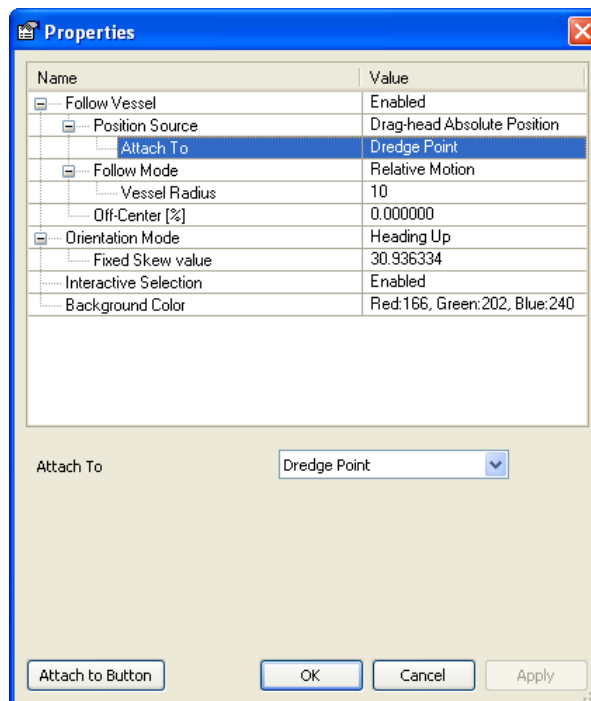 Properties
Name Value
Follow Vessel Enabled
Position Source Drag-head Absolute Position
Attach To Dredge Point
Follow Mode Relative Motion
Vessel Radius 10
Off-Center [%] 0.000000
Orientation Mode Heading Up
Fixed Skew value 30.936334
Interactive Selection Enabled
Background Color Red:166, Green:202, Blue:240
Attach To Dredge Point
Attach to Button OK Cancel Apply